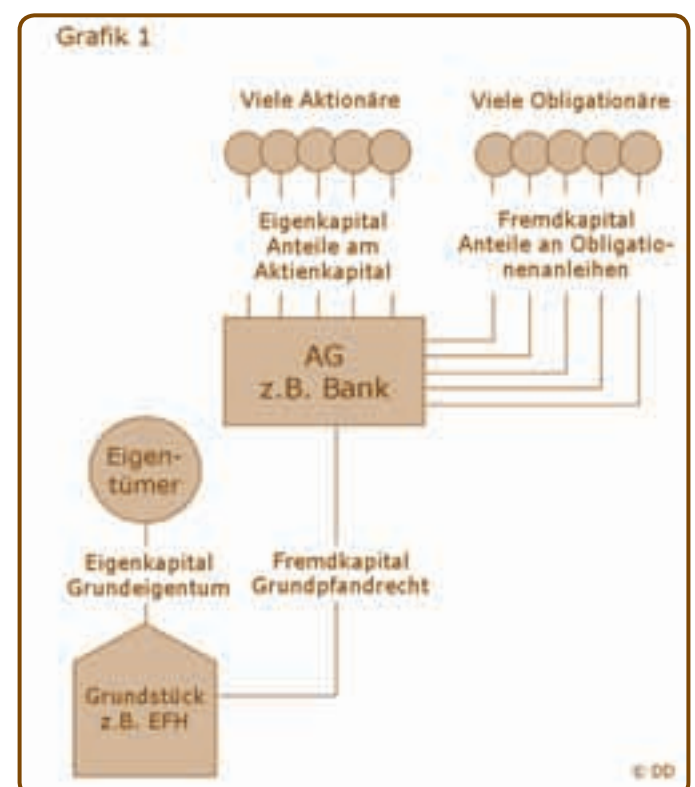 Grafik 1
Viele Aktionäre
Viele Obligationäre
Eigenkapital
Anteile am
Aktienkapital
Fremdkapital
Anteile an Obligatio-
nenanleihen
AG
z.B. Bank
Eigen-
tümer
Eigenkapital
Grundeigentum
Fremdkapital
Grundpfandrecht
Grundstück
z.B. EFH
© DD